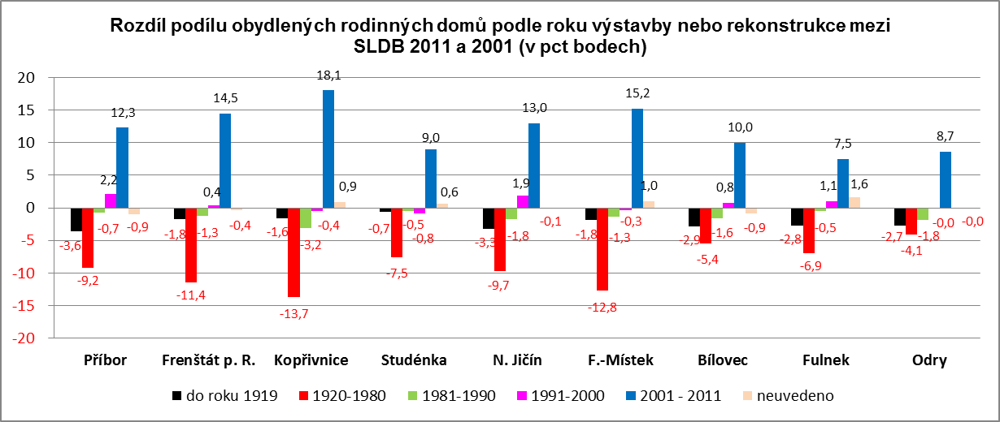 Rozdíl podílu obydlených rodinných domů podle roku výstavby nebo rekonstrukce mezi
SLDB 2011 a 2001 (v pct bodech)
20
15
10
5
0
-5
-10
-15
-20
-3,6 -9,2 -0,7 2,2 12,3 -0,9
-1,8 -11,4 -1,3 0,4 14,5 -0,4
-1,6 -13,7 -3,2 -0,4 18,1 0,9
-0,7 -7,5 -0,5 -0,8 9,0 0,6
-3,3 -9,7 -1,8 1,9 13,0 -0,1
-1,8 -12,8 -1,3 -0,3 15,2 1,0
-2,9 -5,4 -1,6 0,8 10,0 -0,9
-2,8 -6,9 -0,5 1,1 7,5 1,6
-2,7 -4,1 -1,8 -0,0 8,7 -0,0
Příbor Frenštát p. R. Kopřivnice Studénka N. Jičín F.-Místek Bílovec Fulnek Odry
do roku 1919 1920-1980 1981-1990 1991-2000 2001 - 2011 neuvedeno